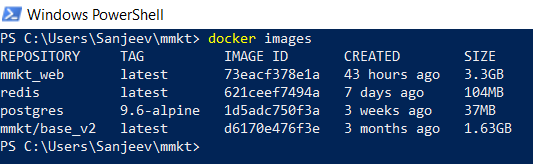 Windows PowerShell
PS C:\Users\Sanjeev\mmkt> docker images
REPOSITORY TAG IMAGE ID CREATED SIZE
mmkt_web latest 73eacf378e1a 43 hours ago 3.3GB
redis latest 621ceef7494a 7 days ago 104MB
postgres 9.6-alpine 1d5adc750f3a 3 weeks ago 37MB
mmkt/base_v2 latest d6170e476f3e 3 months ago 1.63GB
PS C:\Users\Sanjeev\mmkt>